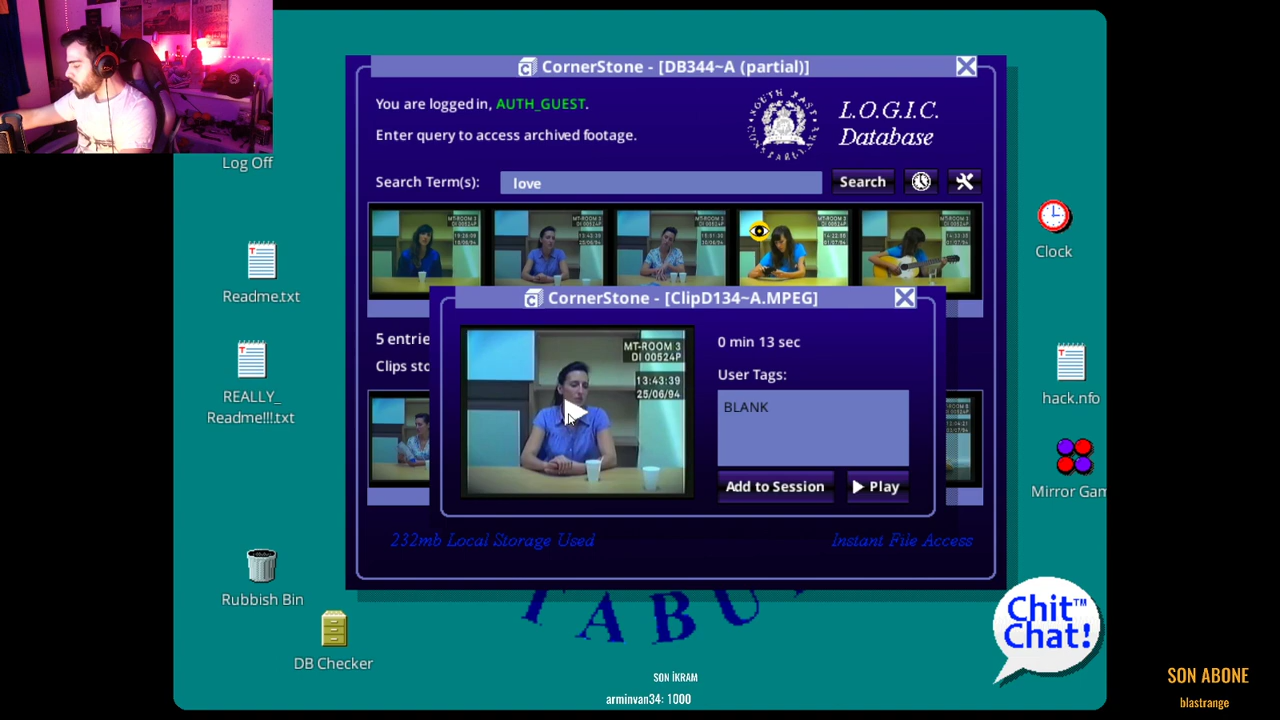 CornerStone - [DB344~A (partial)]
You are logged in, AUTH_GUEST.
Enter query to access archived footage.
L.O.G.I.C.
Database
Search Term(s):
love
Search
Log Off
Readme.txt
REALLY_
Readme!!!.txt
Rubbish Bin
DB Checker
Clock
hack.nfo
Mirror Gam
5 entrie
Clips sto
CornerStone - [ClipD134~A.MPEG]
MT-ROOM 3
DI 00524P
13:43:39
25/06/94
0 min 13 sec
User Tags:
BLANK
Add to Session
Play
232mb Local Storage Used
Instant File Access
TABU
Chit™
Chat!
SON İKRAM
arminvan34: 1000
SON ABONE
blastrange